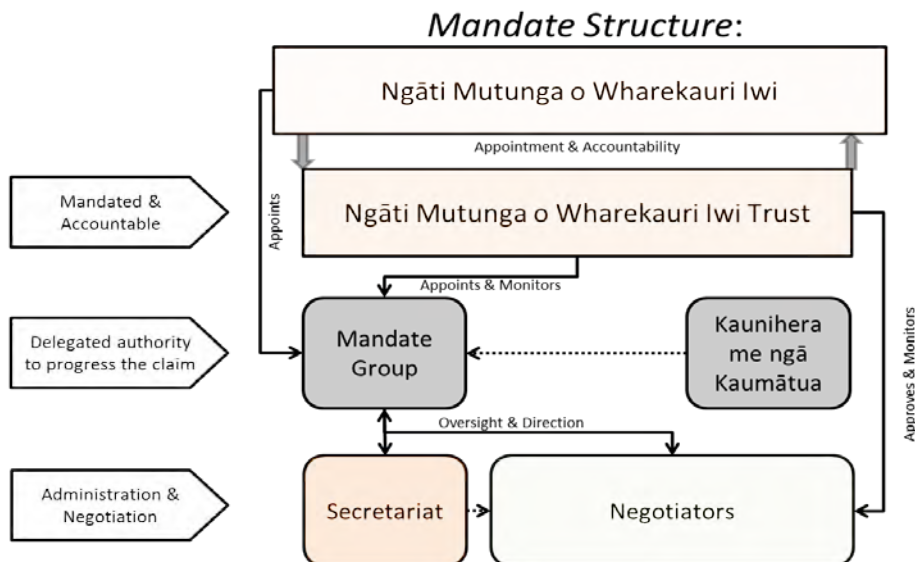 Mandate Structure:
Ngāti Mutunga o Wharekauri Iwi
Appointment & Accountability
Mandated &
Accountable
Appoints
Ngāti Mutunga o Wharekauri Iwi Trust
Appoints & Monitors
Delegated authority
to progress the claim
Mandate
Group
Kaunihera
me ngā
Kaumātua
Approves & Monitors
Oversight & Direction
Administration &
Negotiation
Secretariat
Negotiators